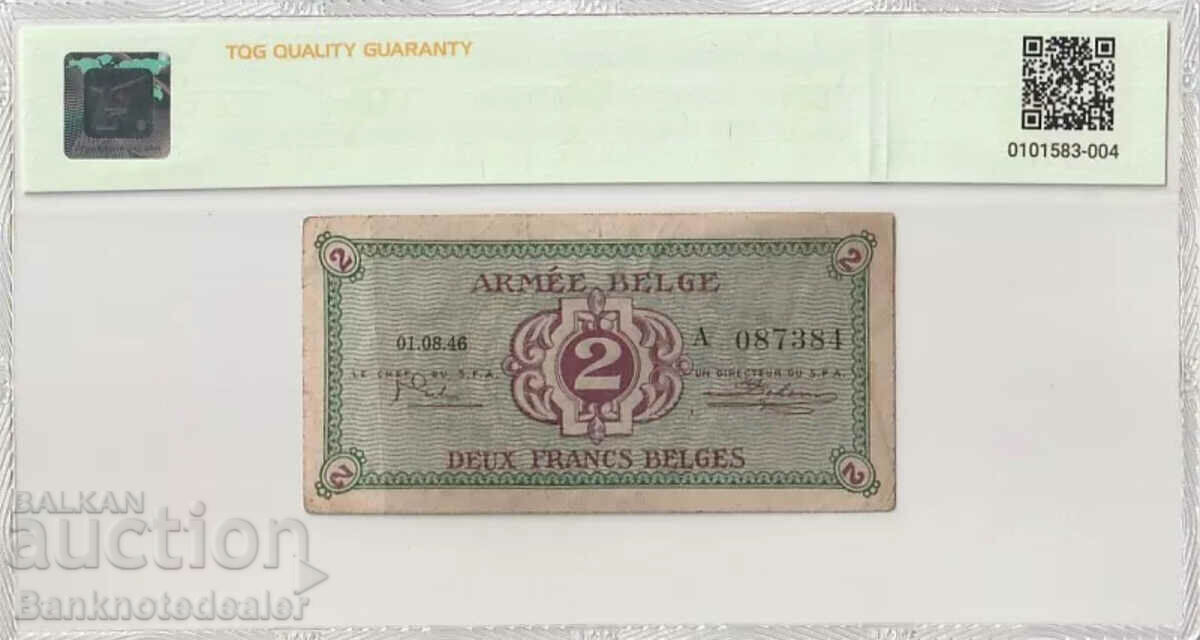 TQG QUALITY GUARANTY
0101583-004
2 2
ARMÉE BELGE
01.08.46 A 087384
2
LE CHEF DU S.P.A. UN DIRECTEUR DU S.P.A.
DEUX FRANCS BELGES
2 2
BALKAN
auction
Banknotedealer